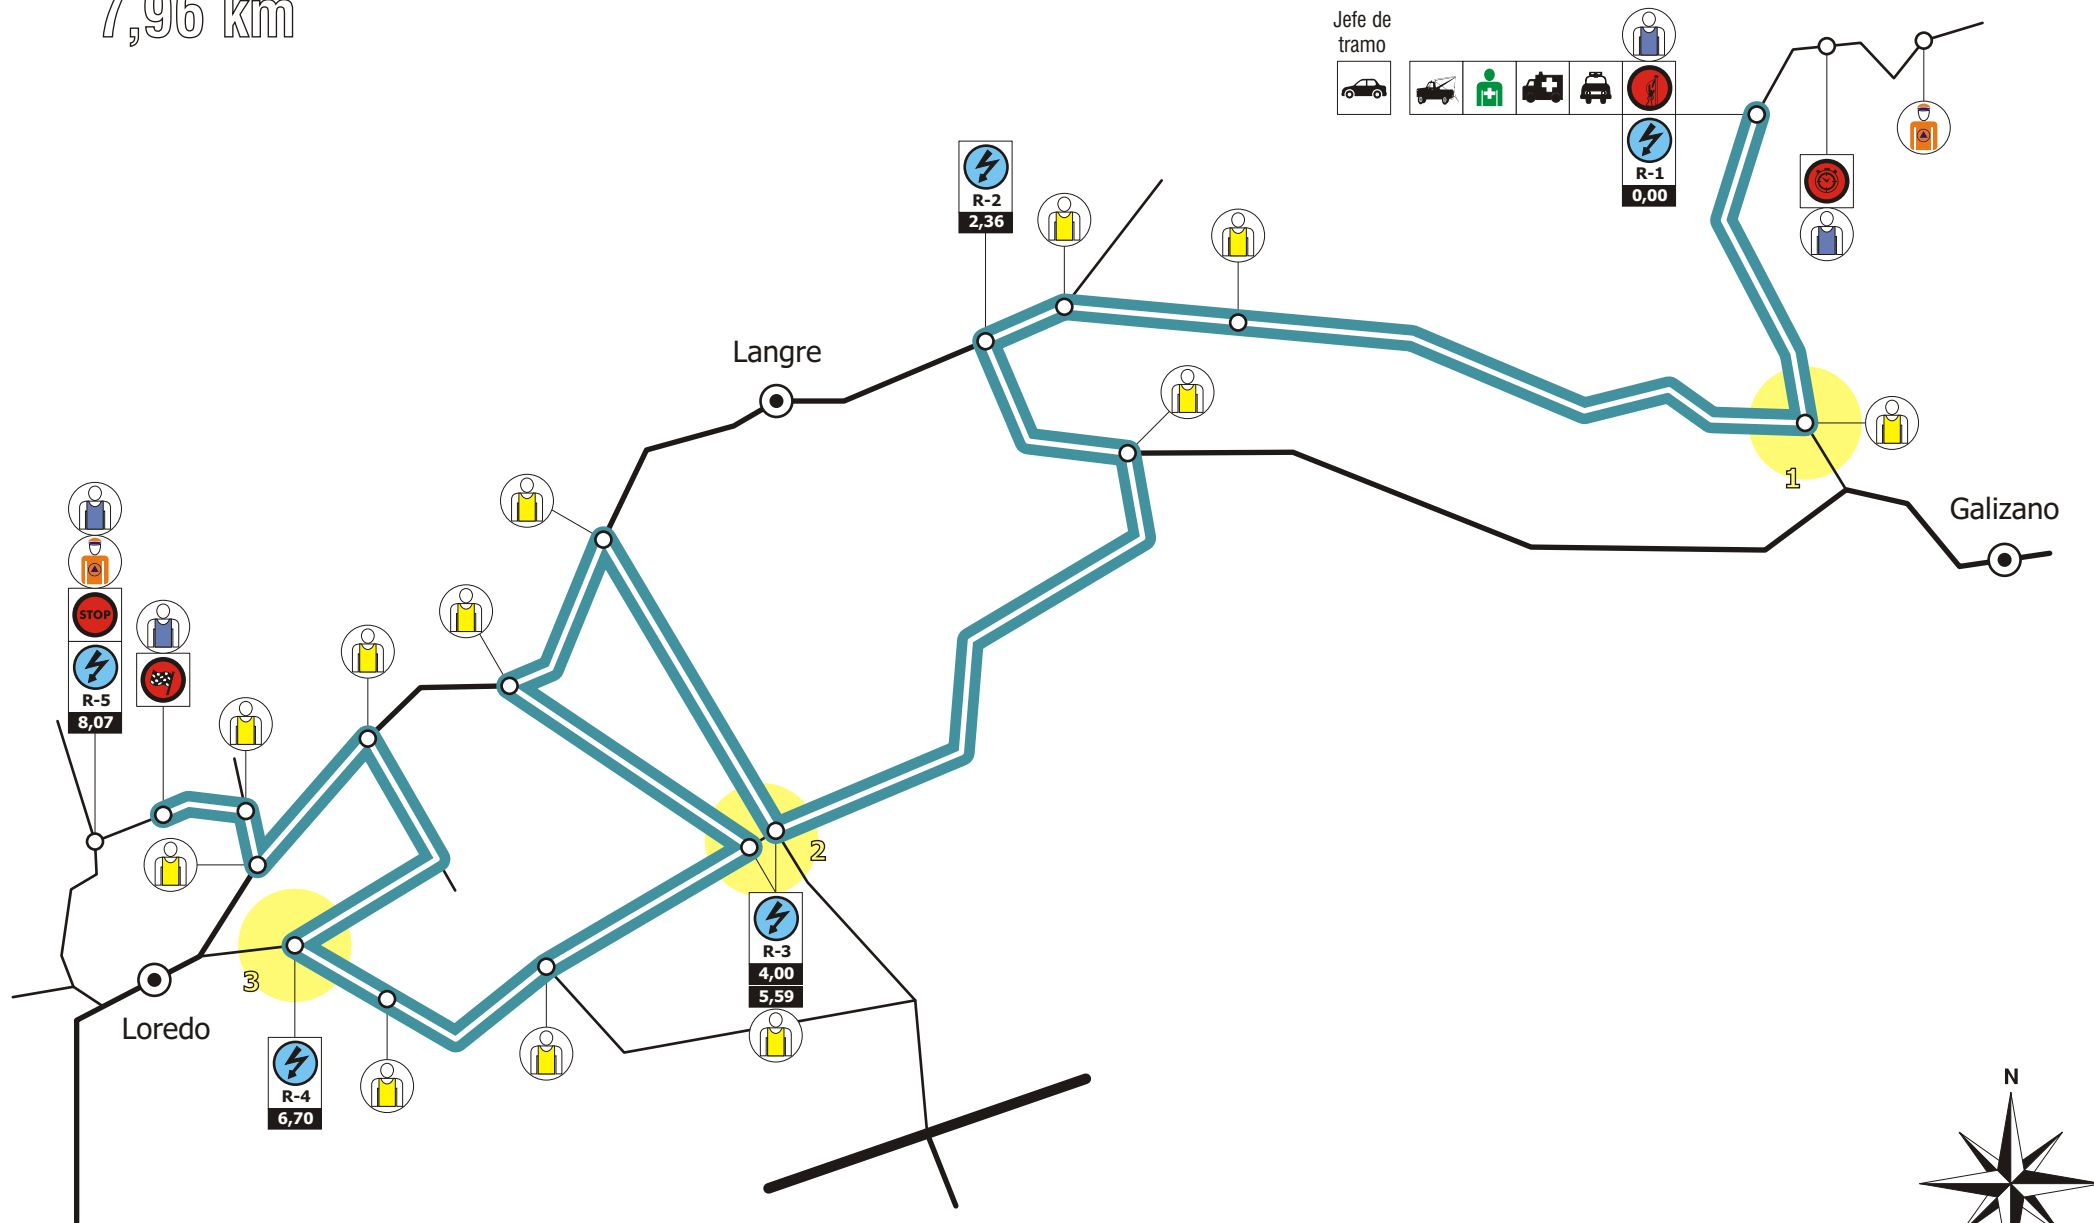 7,96 km
Jefe de
tramo
R-1
0,00
R-2
2,36
Langre
1
Galizano
STOP
R-5
8,07
2
R-3
4,00
5,59
3
Loredo
R-4
6,70
N